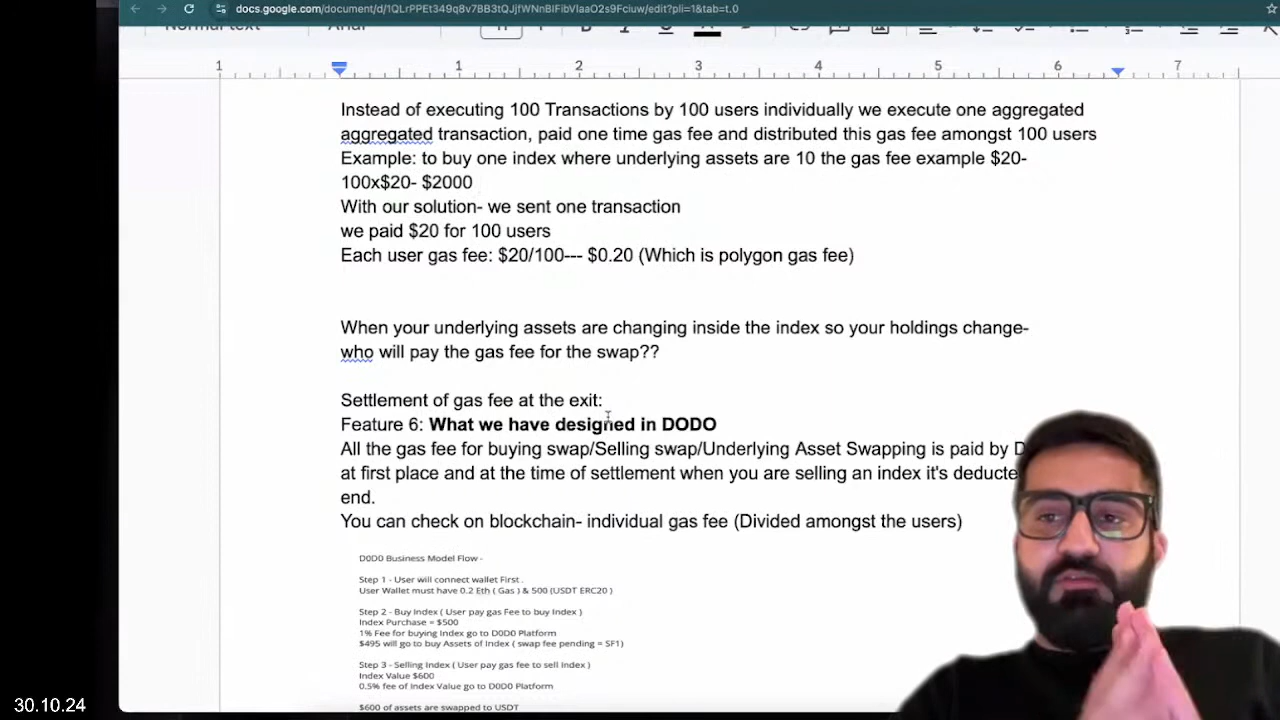 docs.google.com/document/d/1QLrPPEt349q8v7BB3tQJjfWNnBIFibVIaaO2s9Fciuw/edit?pli=1&tab=t.0
Normal text
Arial
1 1 2 3 4 5 6 7
Instead of executing 100 Transactions by 100 users individually we execute one aggregated
aggregated transaction, paid one time gas fee and distributed this gas fee amongst 100 users
Example: to buy one index where underlying assets are 10 the gas fee example $20-
100x$20- $2000
With our solution- we sent one transaction
we paid $20 for 100 users
Each user gas fee: $20/100--- $0.20 (Which is polygon gas fee)
When your underlying assets are changing inside the index so your holdings change-
who will pay the gas fee for the swap??
Settlement of gas fee at the exit:
Feature 6: What we have designed in DODO
All the gas fee for buying swap/Selling swap/Underlying Asset Swapping is paid by
at first place and at the time of settlement when you are selling an index it's
end.
You can check on blockchain- individual gas fee (Divided amongst the users)
D0D0 Business Model Flow -
Step 1 - User will connect wallet First .
User Wallet must have 0.2 Eth ( Gas ) & 500 (USDT ERC20 )
Step 2 - Buy Index ( User pay gas Fee to buy Index )
Index Purchase = $500
1% Fee for buying Index go to D0D0 Platform
$495 will go to buy Assets of Index ( swap fee pending = SF1)
Step 3 - Selling Index ( User pay gas fee to sell Index )
Index Value $600
0.5% fee of Index Value go to D0D0 Platform
$600 of assets are swapped to USDT
30.10.24